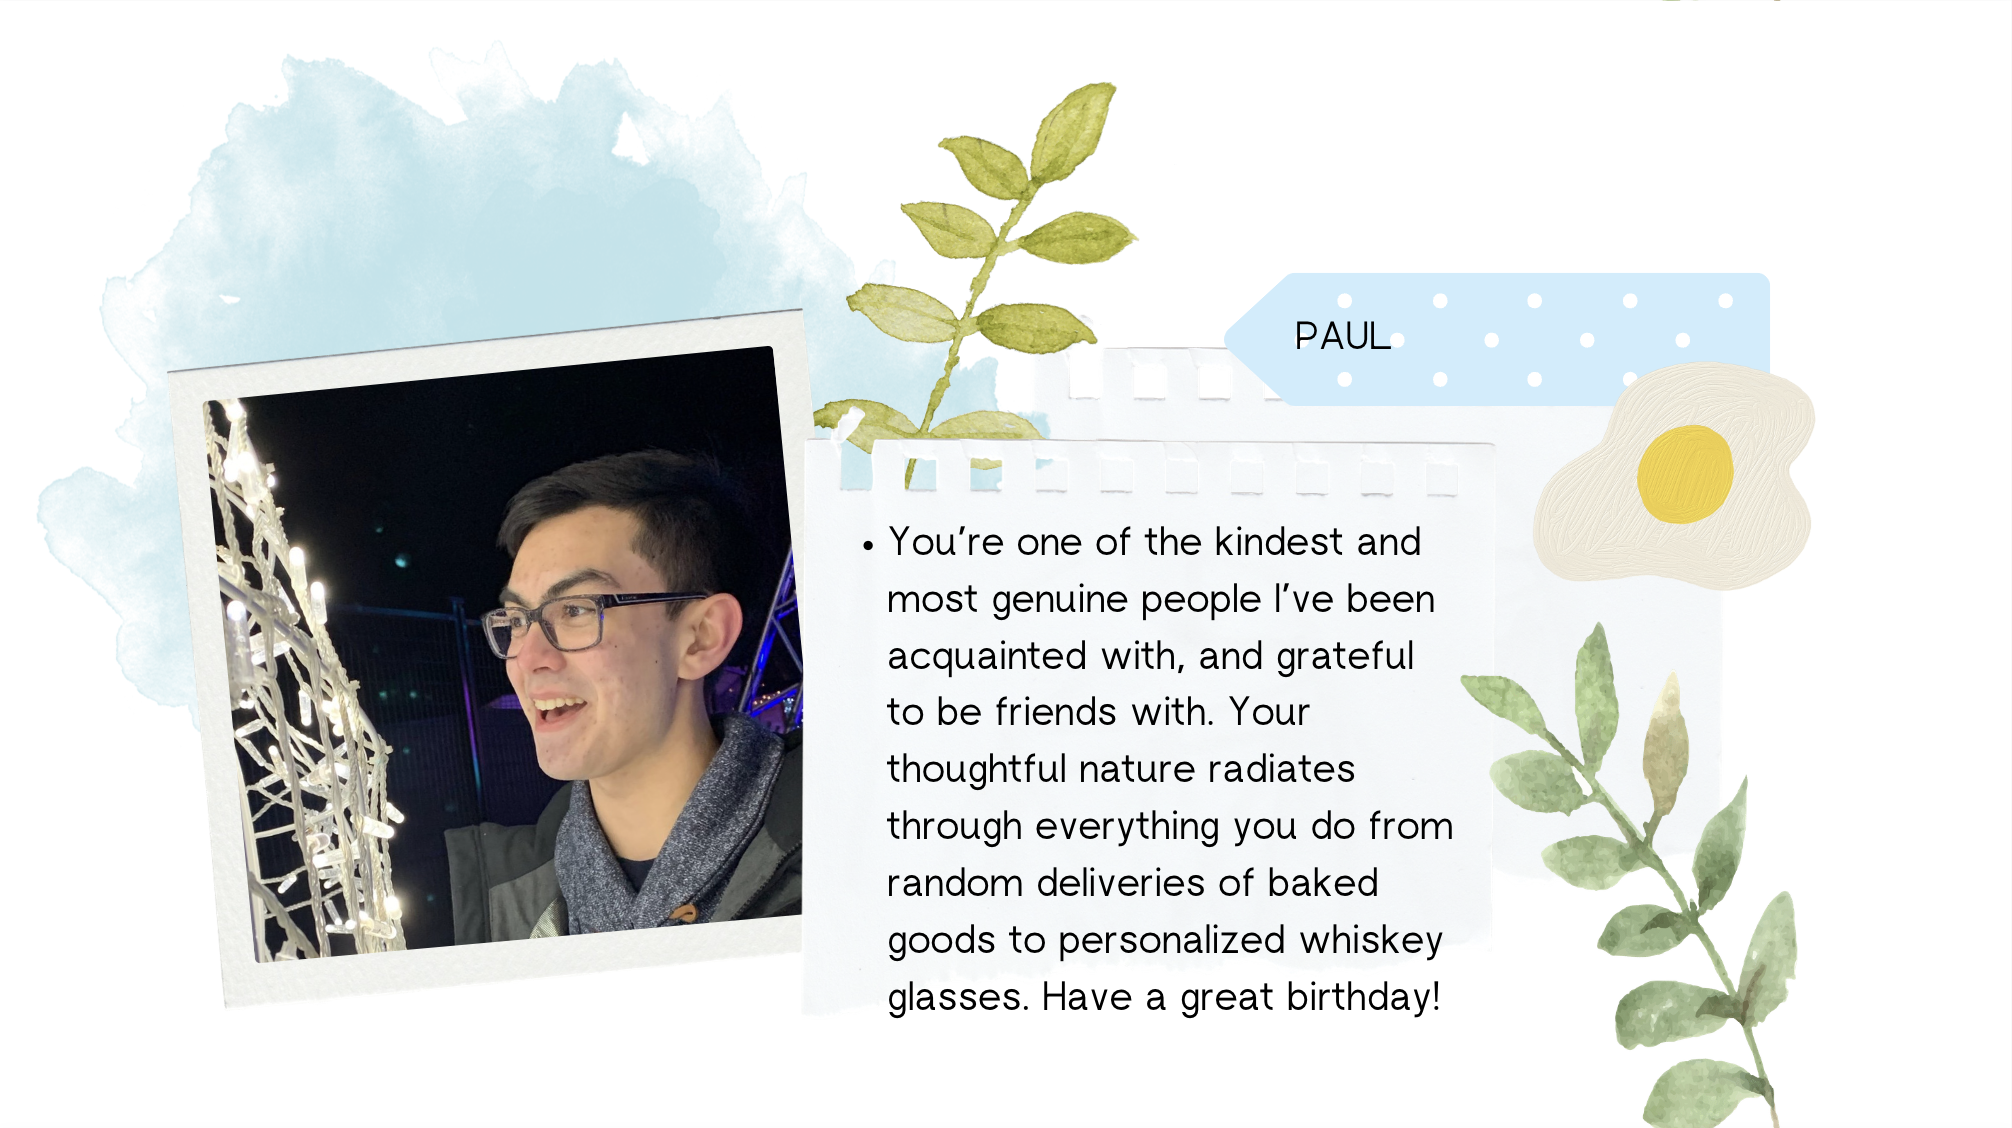 PAUL
• You’re one of the kindest and
most genuine people I’ve been
acquainted with, and grateful
to be friends with. Your
thoughtful nature radiates
through everything you do from
random deliveries of baked
goods to personalized whiskey
glasses. Have a great birthday!